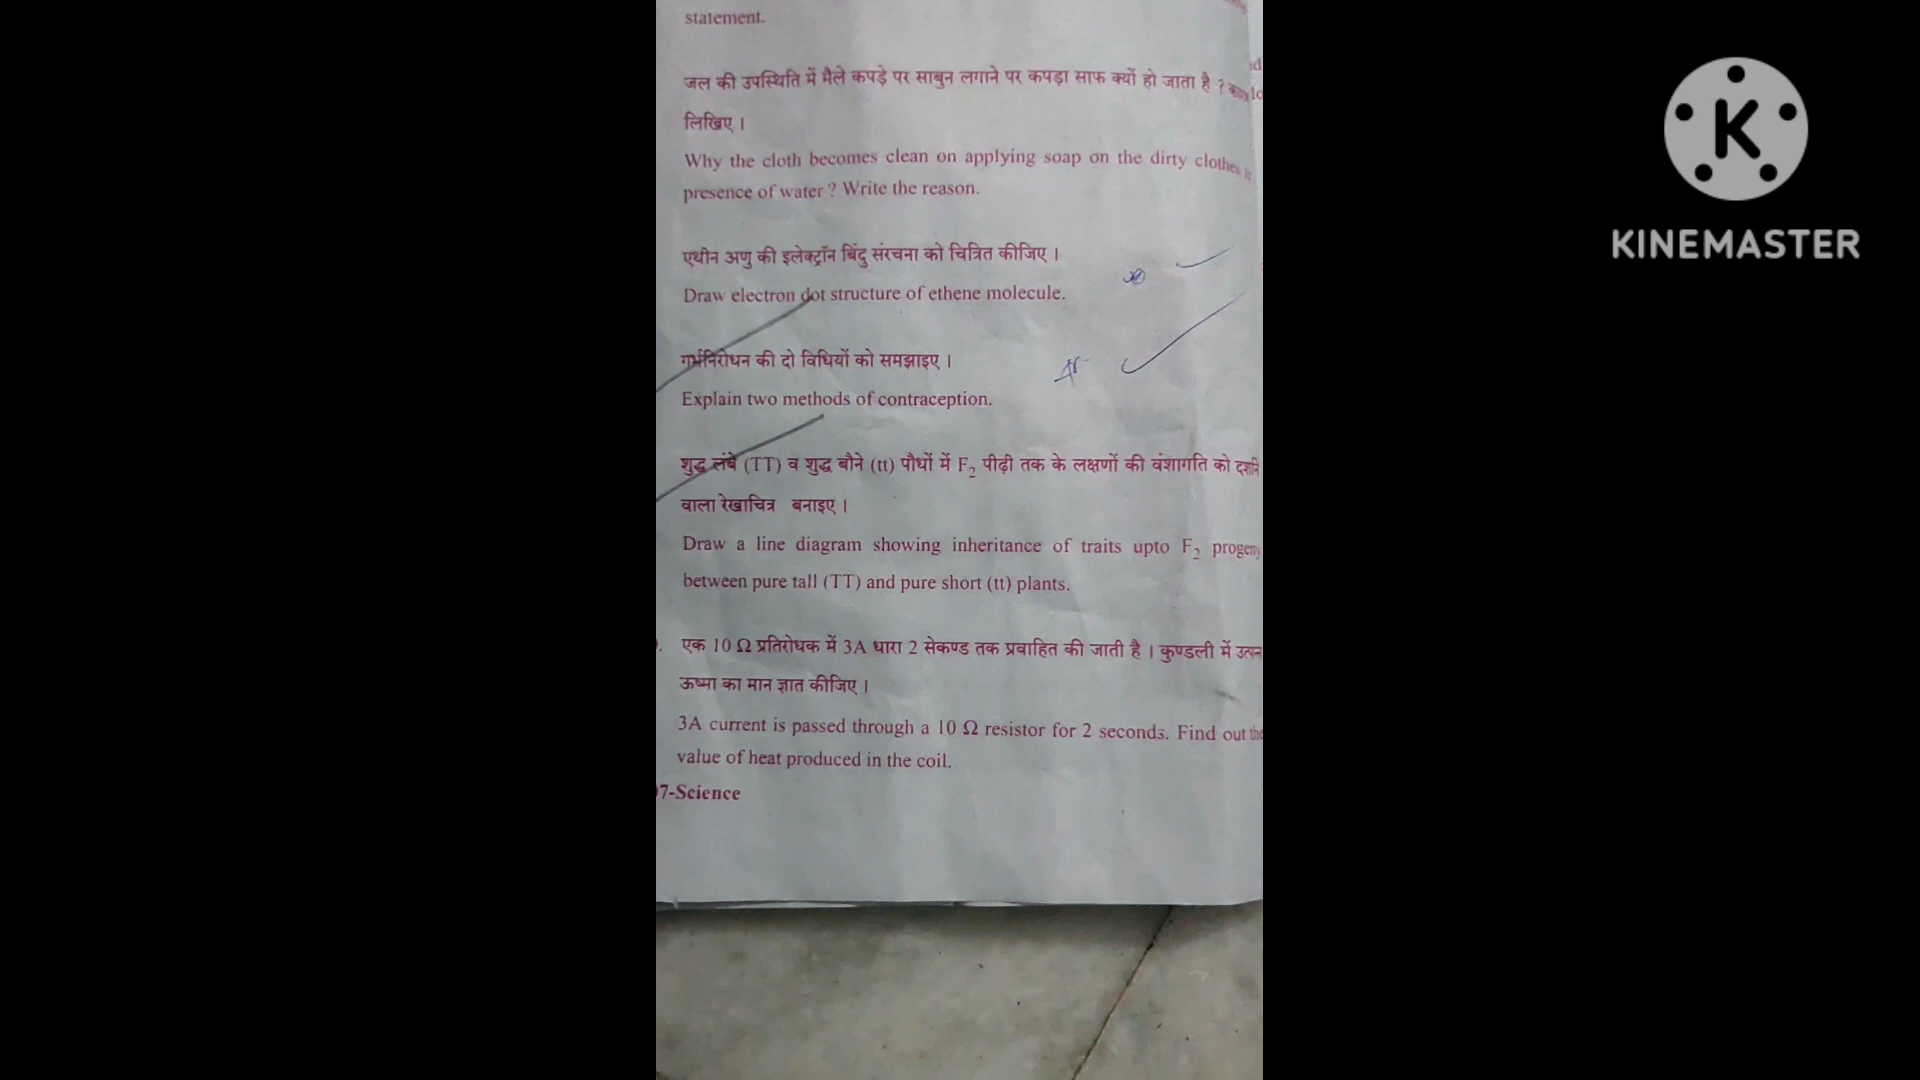 statement.
जल की उपस्थिति में मैले कपड़े पर साबुन लगाने पर कपड़ा साफ क्यों हो जाता है ?
लिखिए ।
Why the cloth becomes clean on applying soap on the dirty clothes
presence of water ? Write the reason.
एथीन अणु की इलेक्ट्रॉन बिंदु संरचना को चित्रित कीजिए ।
Draw electron dot structure of ethene molecule.
गर्भनिरोधन की दो विधियों को समझाइए ।
Explain two methods of contraception.
शुद्ध लंबे (TT) व शुद्ध बौने (tt) पौधों में F2 पीढ़ी तक के लक्षणों की वंशागति को
वाला रेखाचित्र बनाइए ।
Draw a line diagram showing inheritance of traits upto F2 progeny
between pure tall (TT) and pure short (tt) plants.
. एक 10 Ω प्रतिरोधक में 3A धारा 2 सेकण्ड तक प्रवाहित की जाती है । कुण्डली में
ऊष्मा का मान ज्ञात कीजिए ।
3A current is passed through a 10 Ω resistor for 2 seconds. Find out the
value of heat produced in the coil.
7-Science
K
KINEMASTER